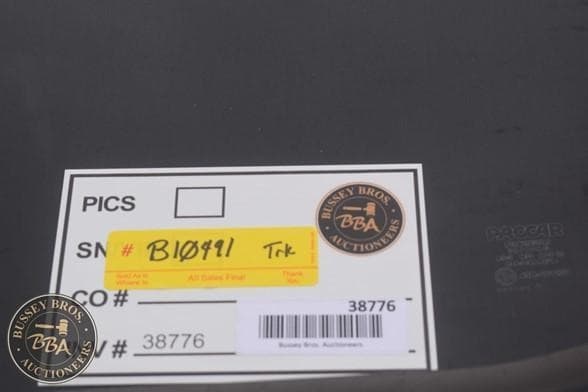 PICS
BUSSEY BROS.
BBA
AUCTIONEERS
SN # B10491 Trk
Sold As Is
Where Is
All Sales Final
Thank
You
CO #
38776
Bussey Bros. Auctioneers
V # 38776
PACCAR
BUSSEY BROS.
BBA
AUCTIONEERS